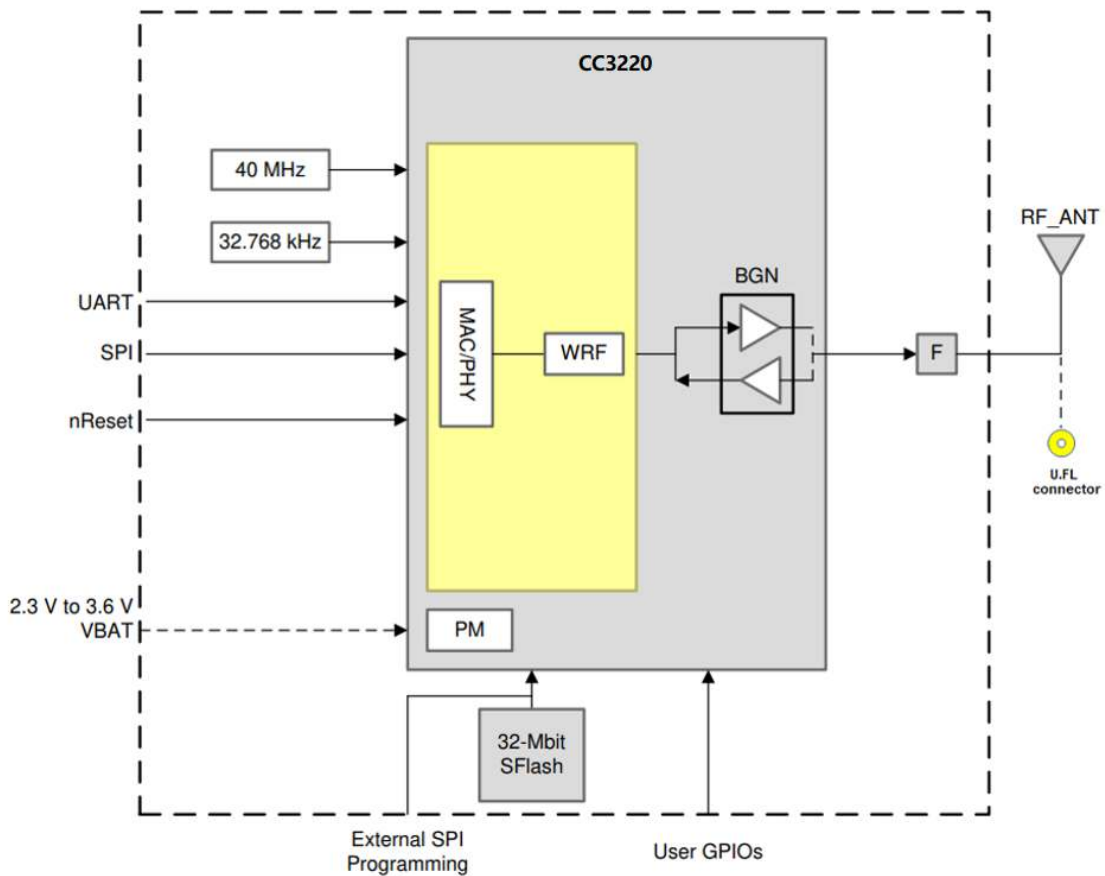 CC3220
40 MHz
32.768 kHz
UART
SPI
nReset
MAC/PHY
WRF
BGN
F
RF_ANT
U.FL
connector
2.3 V to 3.6 V
VBAT
PM
32-Mbit
SFlash
External SPI
Programming
User GPIOs